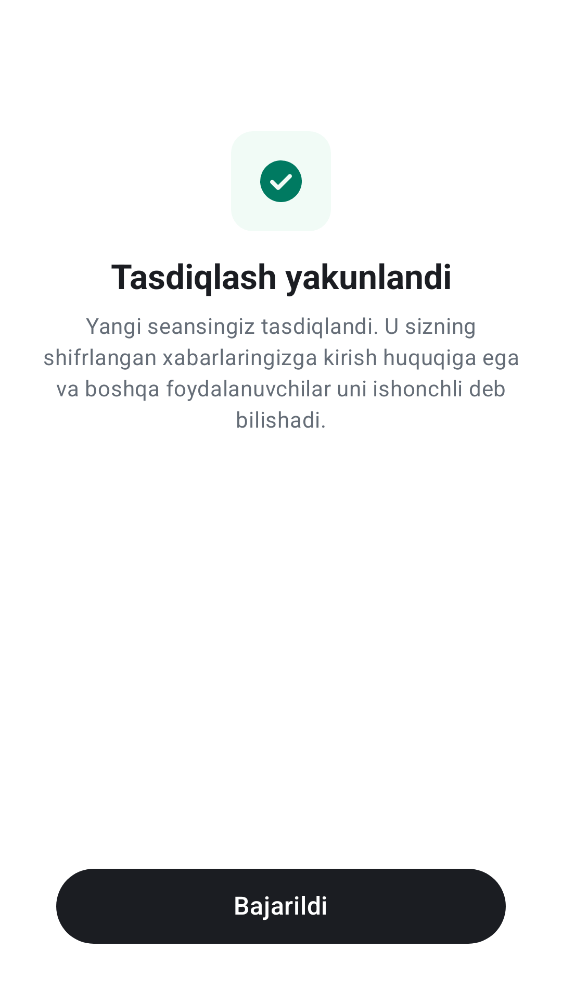 Tasdiqlash yakunlandi
Yangi seansingiz tasdiqlandi. U sizning
shifrlangan xabarlaringizga kirish huquqiga ega
va boshqa foydalanuvchilar uni ishonchli deb
bilishadi.
Bajarildi